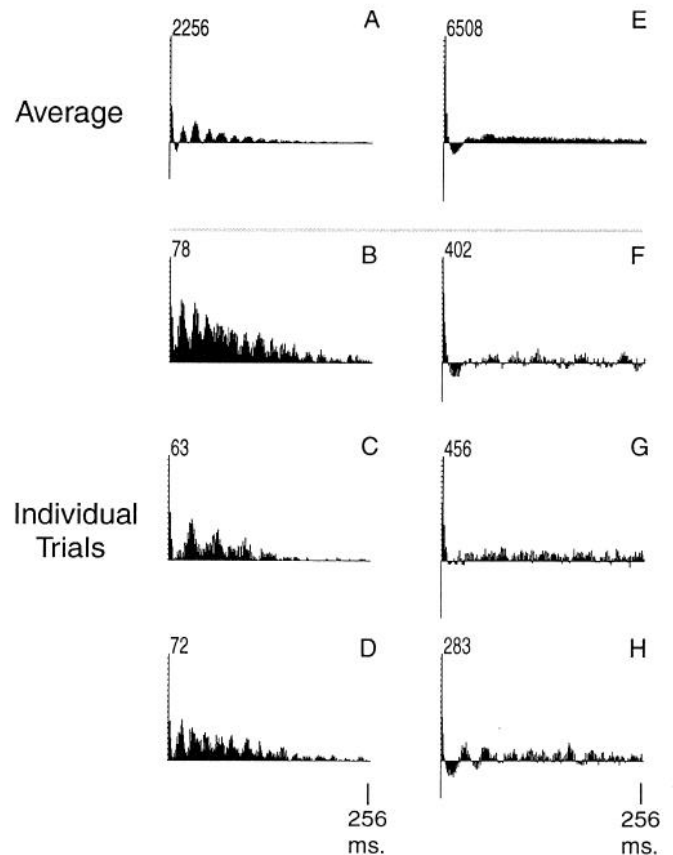 A
E
2256
6508
Average
B
F
78
402
C
G
63
456
Individual
Trials
D
H
72
283
256
ms.
256
ms.